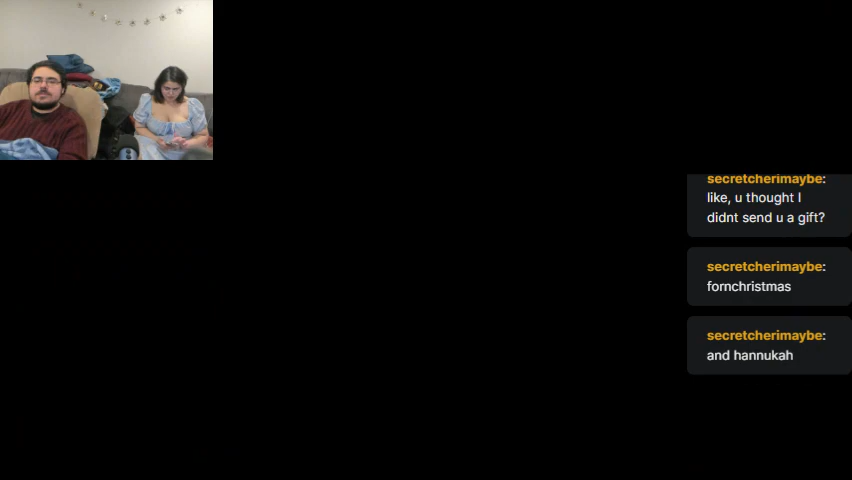 secretcherimaybe:
like, u thought I
didnt send u a gift?
secretcherimaybe:
fornchristmas
secretcherimaybe:
and hannukah